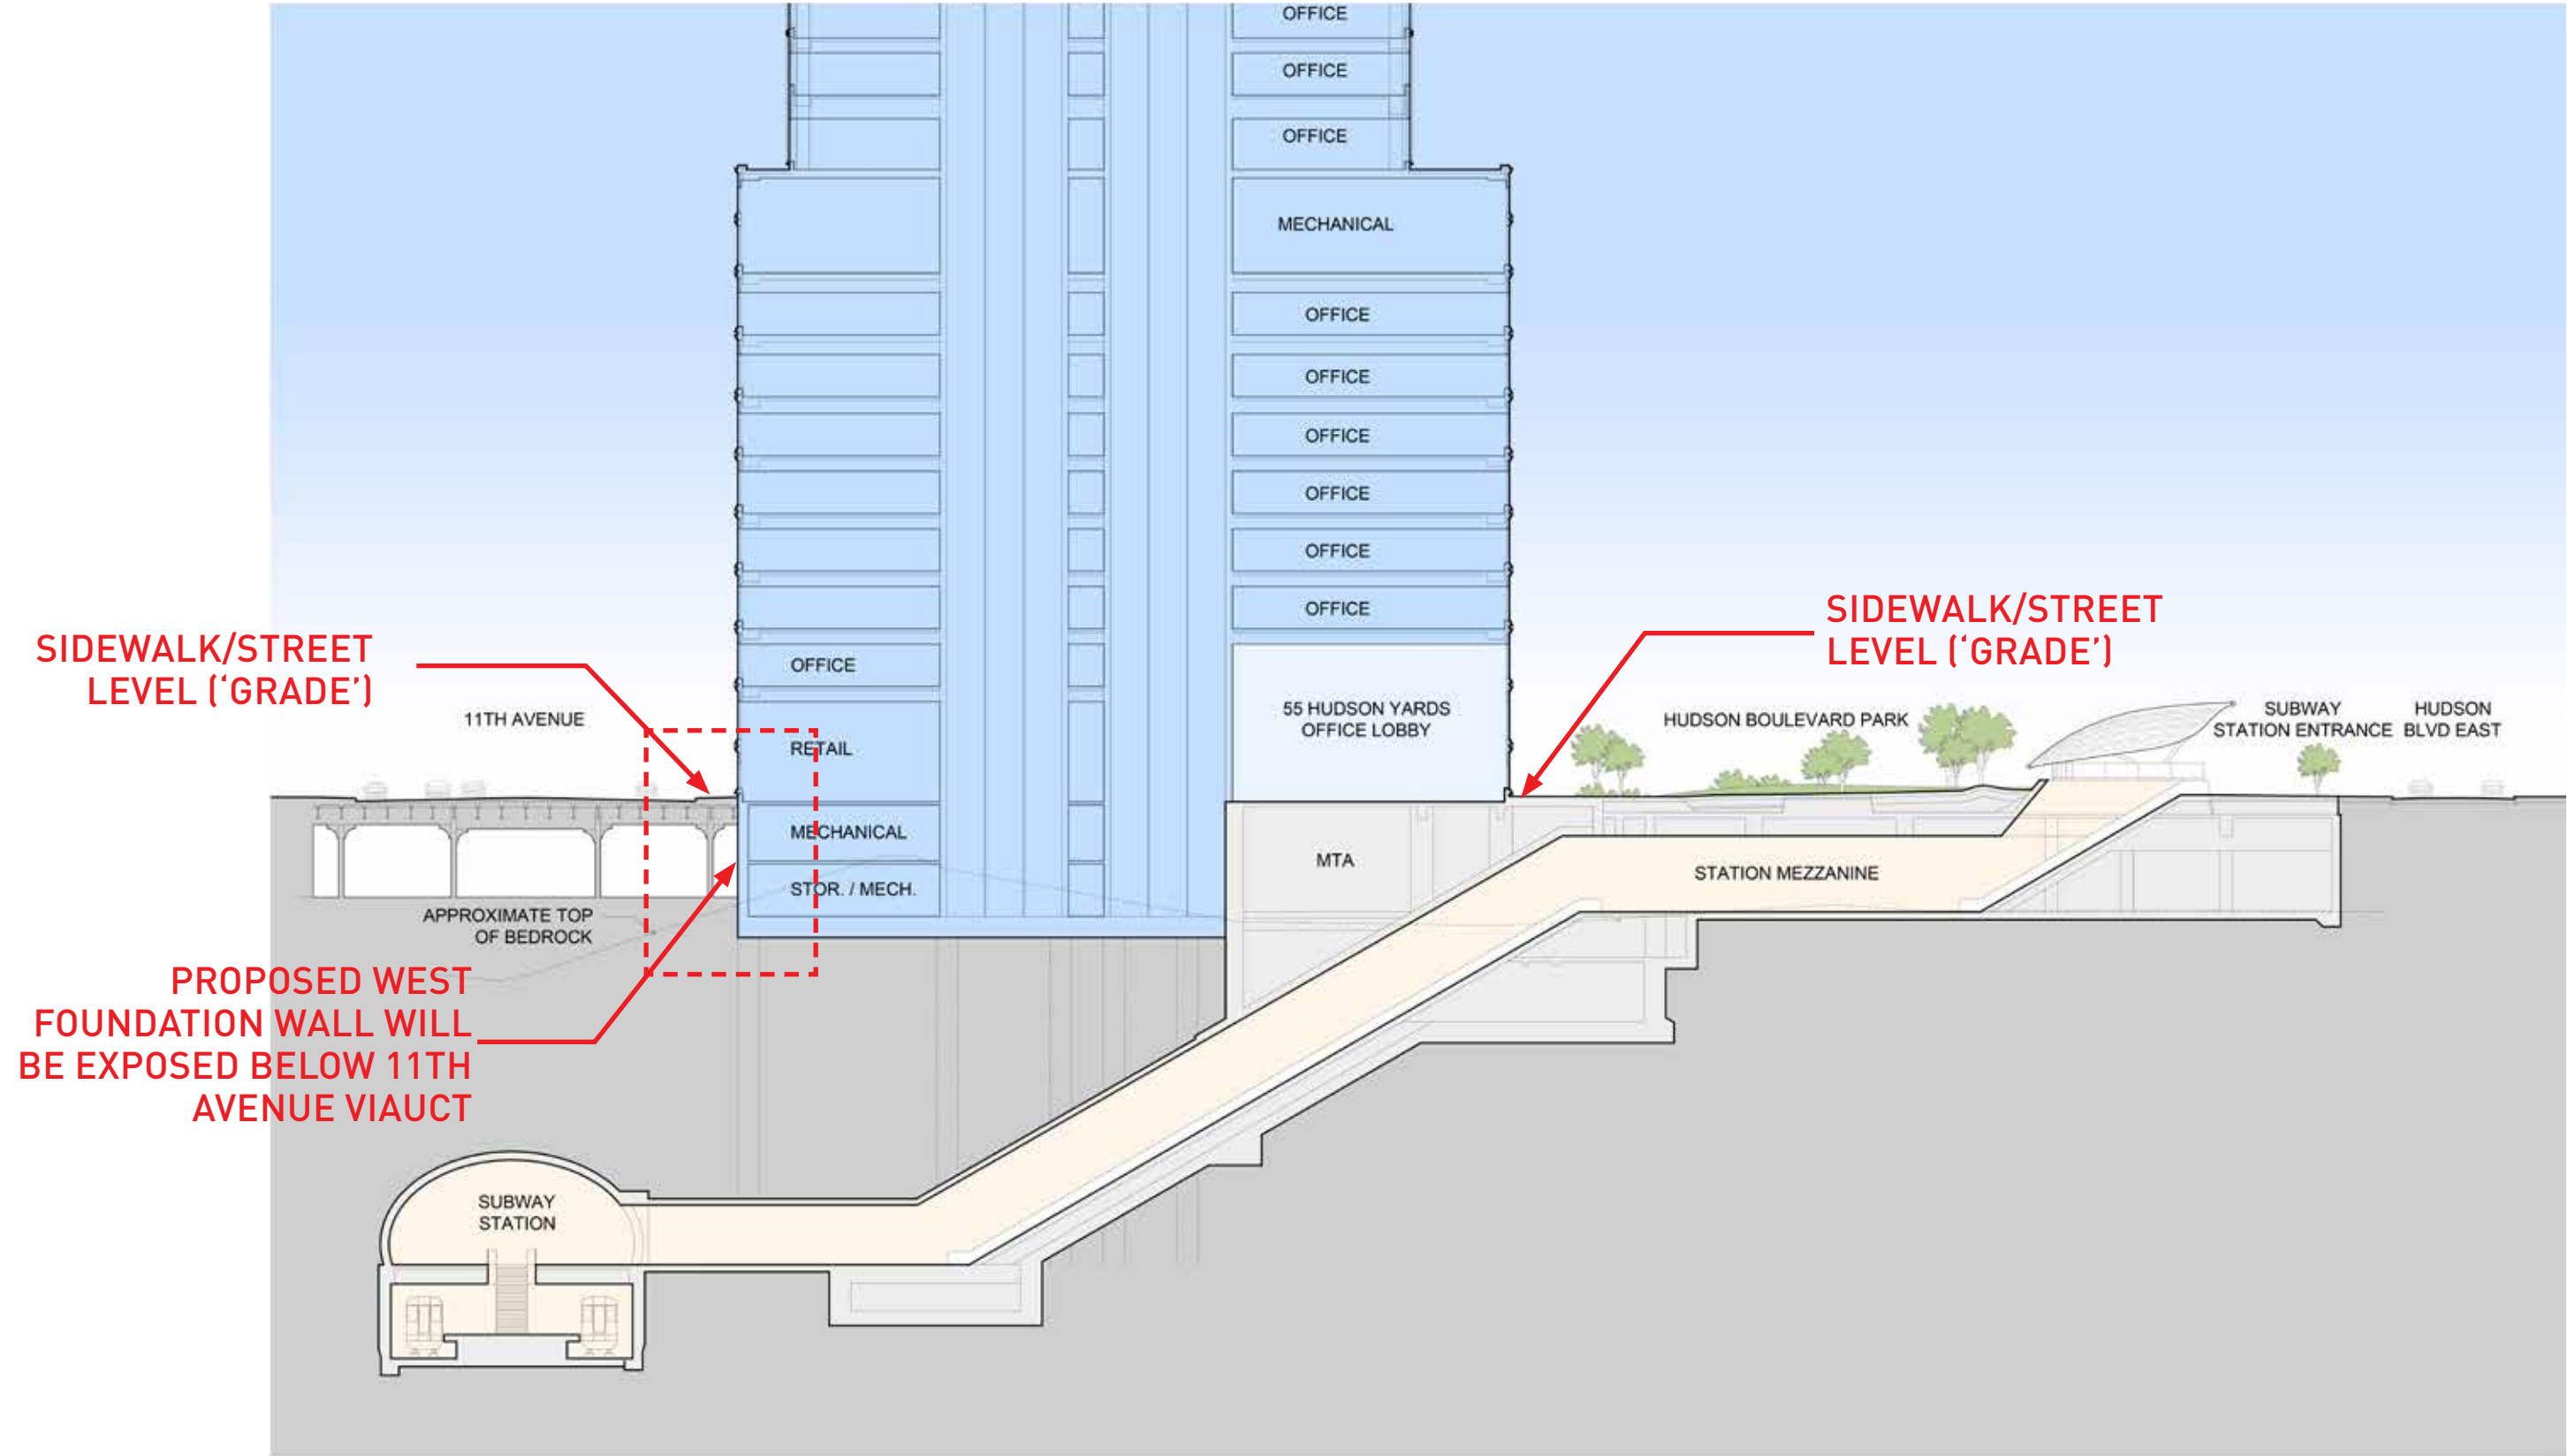 OFFICE
OFFICE
OFFICE
MECHANICAL
OFFICE
OFFICE
OFFICE
OFFICE
OFFICE
OFFICE
SIDEWALK/STREET
LEVEL (‘GRADE’)
SIDEWALK/STREET
LEVEL (‘GRADE’)
OFFICE
11TH AVENUE
RETAIL
55 HUDSON YARDS
OFFICE LOBBY
HUDSON BOULEVARD PARK
SUBWAY
STATION ENTRANCE
HUDSON
BLVD EAST
MECHANICAL
MTA
STATION MEZZANINE
STOR. / MECH.
APPROXIMATE TOP
OF BEDROCK
PROPOSED WEST
FOUNDATION WALL WILL
BE EXPOSED BELOW 11TH
AVENUE VIAUCT
SUBWAY
STATION